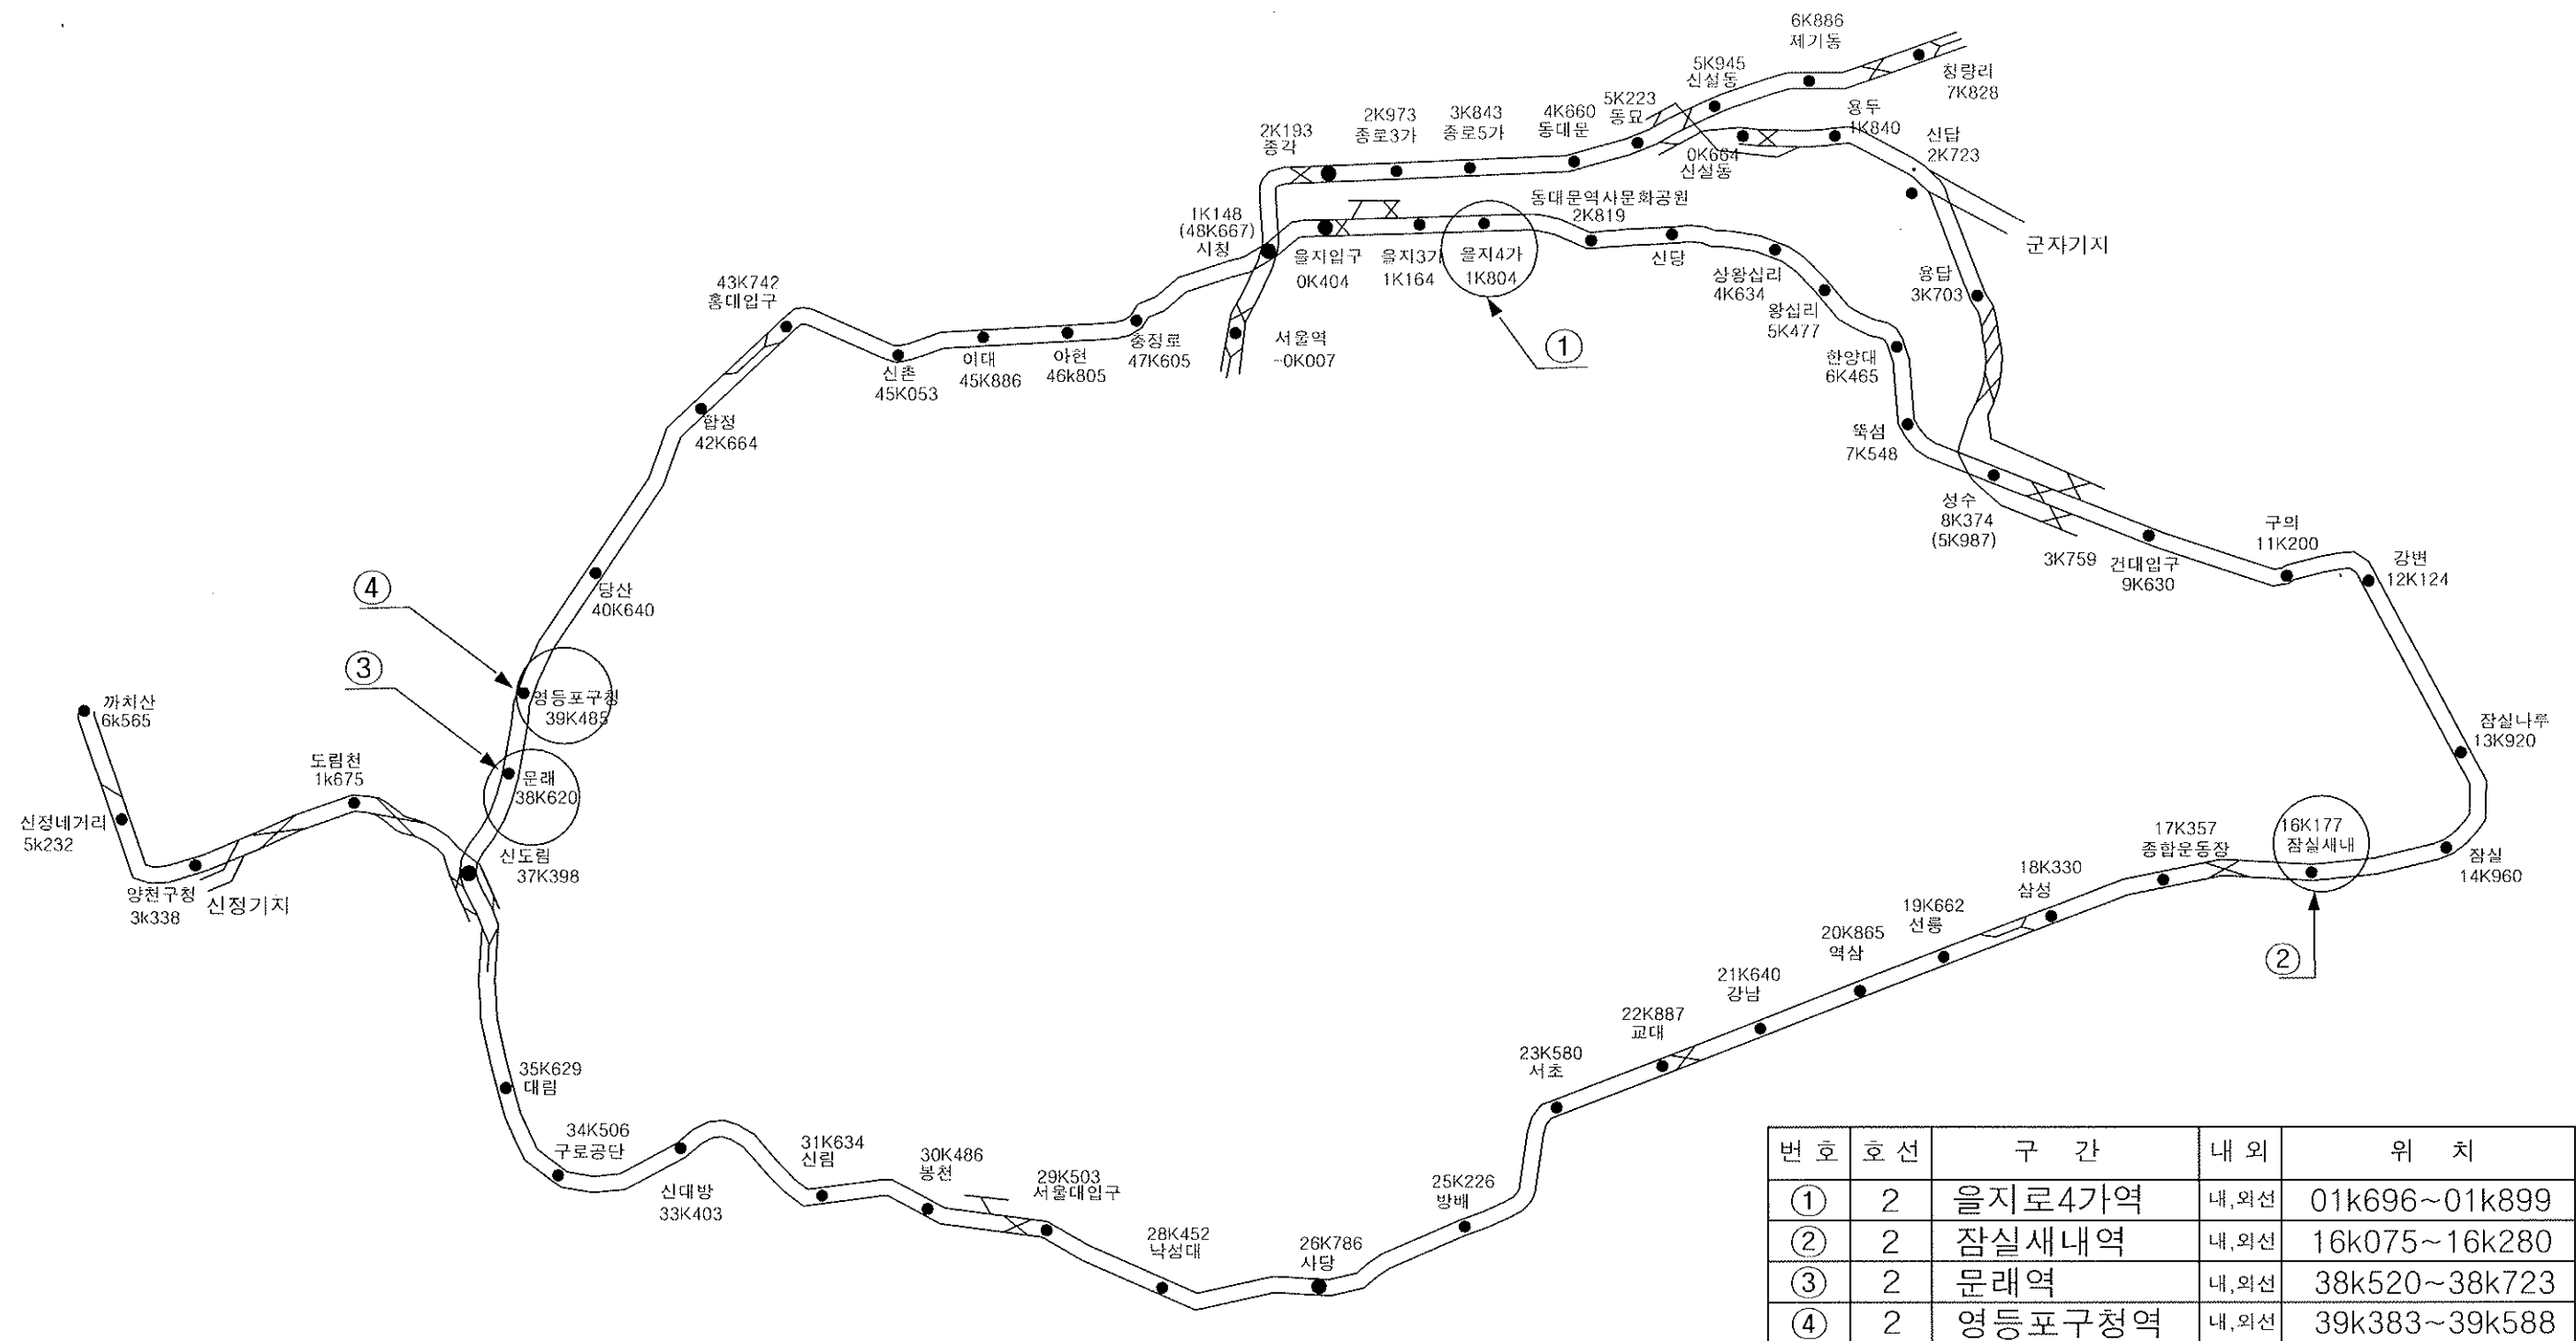 6K886
제기동
5K945
신설동
청량리
7K828
5K223
동묘
4K660
동대문
3K843
종로5가
2K973
종로3가
2K193
종각
용두
1K840
신답
2K723
0K664
신설동
동대문역사문화공원
2K819
1K148
(48K667)
시청
을지입구
0K404
을지3가
1K164
을지4가
1K804
신당
상왕십리
4K634
왕십리
5K477
군자기지
용답
3K703
43K742
홍대입구
신촌
45K053
이대
45K886
아현
46k805
충정로
47K605
서울역
~0K007
①
한양대
6K465
합정
42K664
뚝섬
7K548
성수
8K374
(5K987)
3K759
건대입구
9K630
구의
11K200
강변
12K124
당산
40K640
④
③
영등포구청
39K485
까치산
6k565
잠실나루
13K920
도림천
1k675
문래
38K620
신정네거리
5k232
신도림
37K398
양천구청
3k338
신정기지
16K177
잠실새내
17K357
종합운동장
잠실
14K960
18K330
삼성
19K662
선릉
②
20K865
역삼
21K640
강남
22K887
교대
23K580
서초
35K629
대림
34K506
구로공단
신대방
33K403
31K634
신림
30K486
봉천
29K503
서울대입구
28K452
낙성대
26K786
사당
25K226
방배
번 호 호 선 구 간 내 외 위 치
① 2 을지로4가역 내,외선 01k696~01k899
② 2 잠실새내역 내,외선 16k075~16k280
③ 2 문래역 내,외선 38k520~38k723
④ 2 영등포구청역 내,외선 39k383~39k588